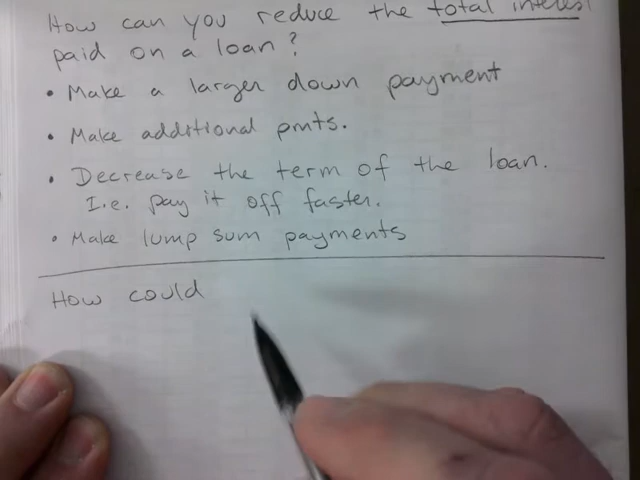 How can you reduce the total interest
paid on a loan?
• Make a larger down payment
• Make additional pmts.
• Decrease the term of the loan.
I.e. pay it off faster.
• Make lump sum payments
How could